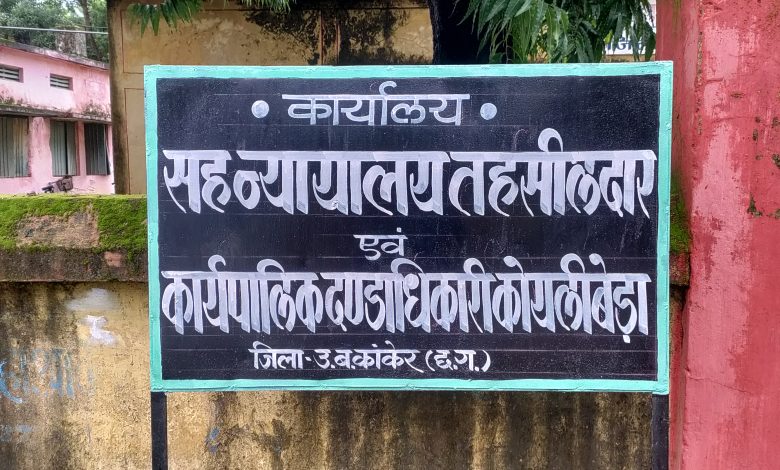 • कार्यालय •
सह न्यायालय तहसीलदार
एवं
कार्यपालिक दण्डाधिकारी कोयलीबेड़ा
जिला - उ.ब.कांकेर (छ.ग.)